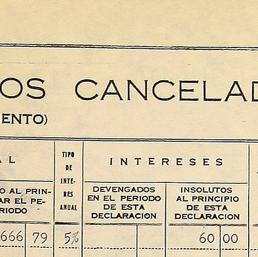 OS CANCELAD
ENTO)
AL
TIPO DE INTE- RES ANUAL
INTERESES
O AL PRIN-
AR EL PE-
RIODO
DEVENGADOS
EN EL PERIODO
DE ESTA
DECLARACION
INSOLUTOS
AL PRINCIPIO
DE ESTA
DECLARACION
666 79 5% 60 00